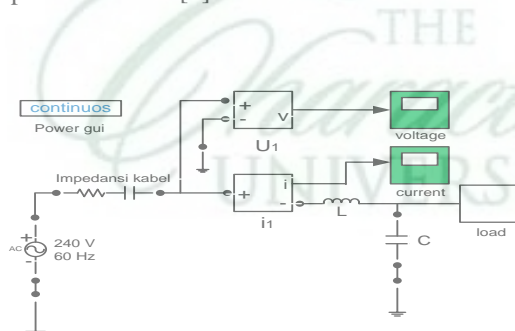 THE
UNIVERS
continuos
Power gui
+
-
v
U1
voltage
Impedansi kabel
+
i
-
i1
current
L
load
C
AC
+
-
240 V
60 Hz